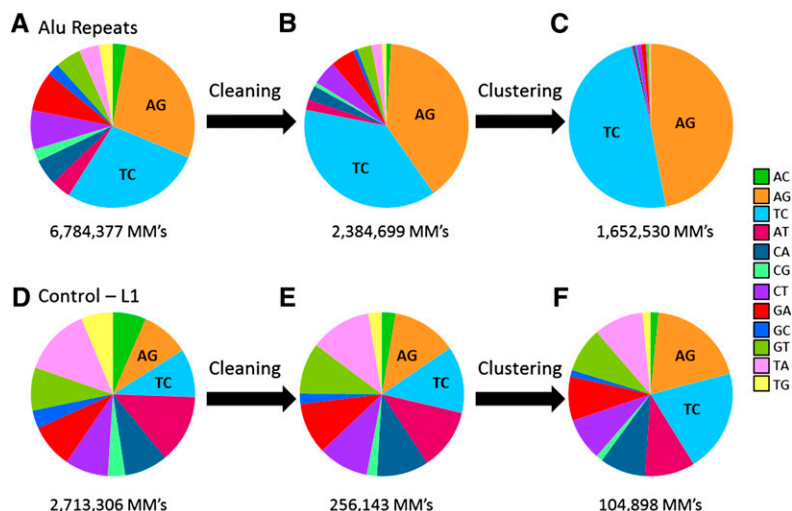 A Alu Repeats
B
C
AG
TC
Cleaning
AG
TC
Clustering
AG
TC
6,784,377 MM's
2,384,699 MM's
1,652,530 MM's
AC
AG
TC
AT
CA
CG
CT
GA
GC
GT
TA
TG
D Control – L1
E
F
AG
TC
Cleaning
AG
TC
Clustering
AG
TC
2,713,306 MM's
256,143 MM's
104,898 MM's